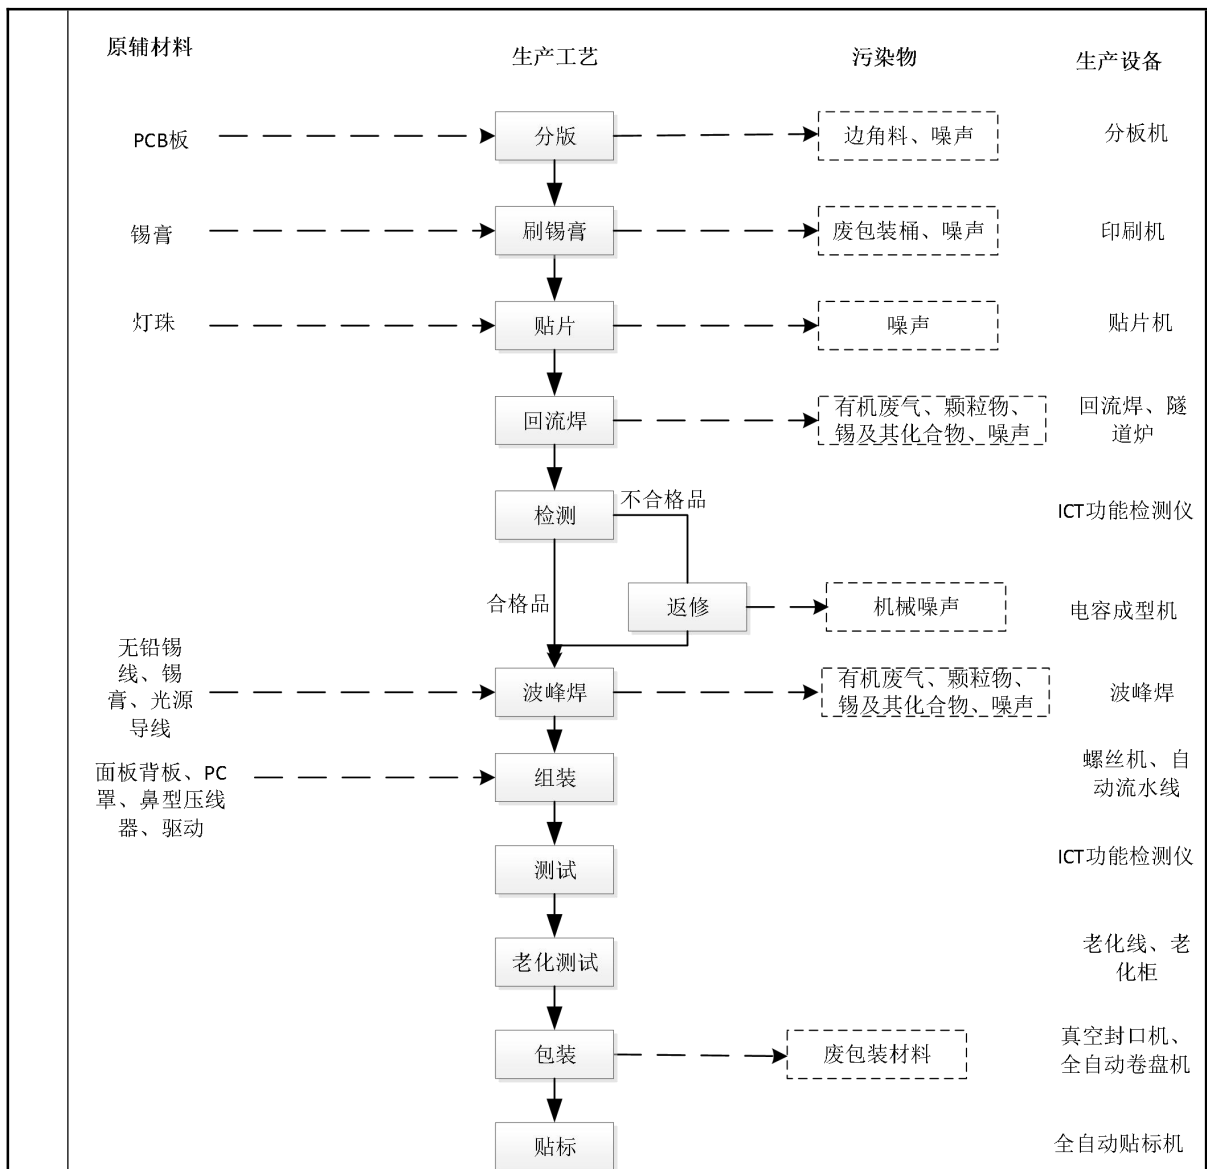 原辅材料
生产工艺
污染物
生产设备
PCB板
分版
边角料、噪声
分板机
锡膏
刷锡膏
废包装桶、噪声
印刷机
灯珠
贴片
噪声
贴片机
回流焊
有机废气、颗粒物、
锡及其化合物、噪声
回流焊、隧
道炉
检测
不合格品
ICT功能检测仪
合格品
返修
机械噪声
电容成型机
无铅锡
线、锡
膏、光源
导线
波峰焊
有机废气、颗粒物、
锡及其化合物、噪声
波峰焊
面板背板、PC
罩、鼻型压线
器、驱动
组装
螺丝机、自
动流水线
测试
ICT功能检测仪
老化测试
老化线、老
化柜
包装
废包装材料
真空封口机、
全自动卷盘机
贴标
全自动贴标机